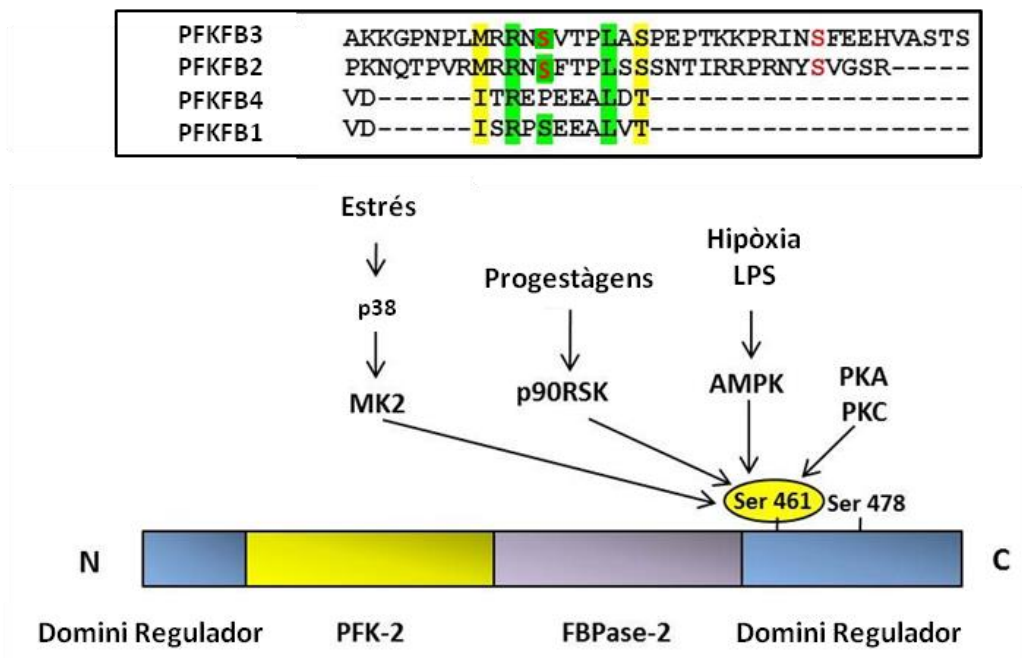 PFKFB3 AKKGPNPLMRRNSVTPLASPEPTKKPRINSFEEHVASTS
PFKFB2 PKNQTPVRMRRNSFTPLSSSNTIRRPRNYSVGSR-----
PFKFB4 VD------ITREPEEALDT--------------------
PFKFB1 VD------ISRPSEEALVT--------------------
Estrés
p38
MK2
Progestàgens
p90RSK
Hipòxia
LPS
AMPK
PKA
PKC
Ser 461
Ser 478
N
C
Domini Regulador
PFK-2
FBPase-2
Domini Regulador